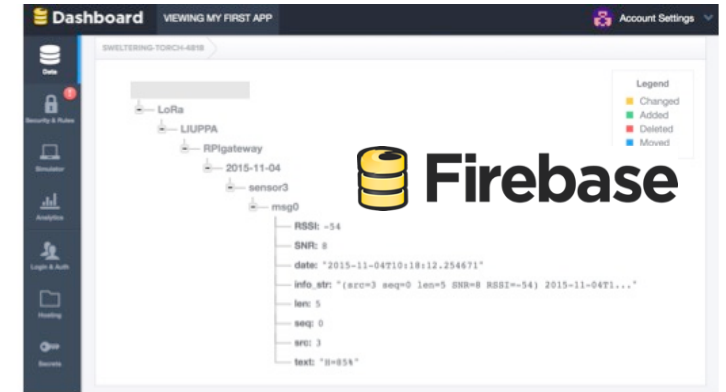 Dashboard VIEWING MY FIRST APP Account Settings
SWELTERING-TORCH-4818
Data
Security & Rules
Simulator
Analytics
Login & Auth
Hosting
Secrets
LoRa
LIUPPA
RPIgateway
2015-11-04
sensor3
msg0
RSSI: -54
SNR: 8
date: "2015-11-04T10:18:12.254671"
info_str: "(src=3 seq=0 len=5 SNR=8 RSSI=-54) 2015-11-04T1..."
len: 5
seq: 0
src: 3
text: "H=85%"
Legend
Changed
Added
Deleted
Moved
Firebase